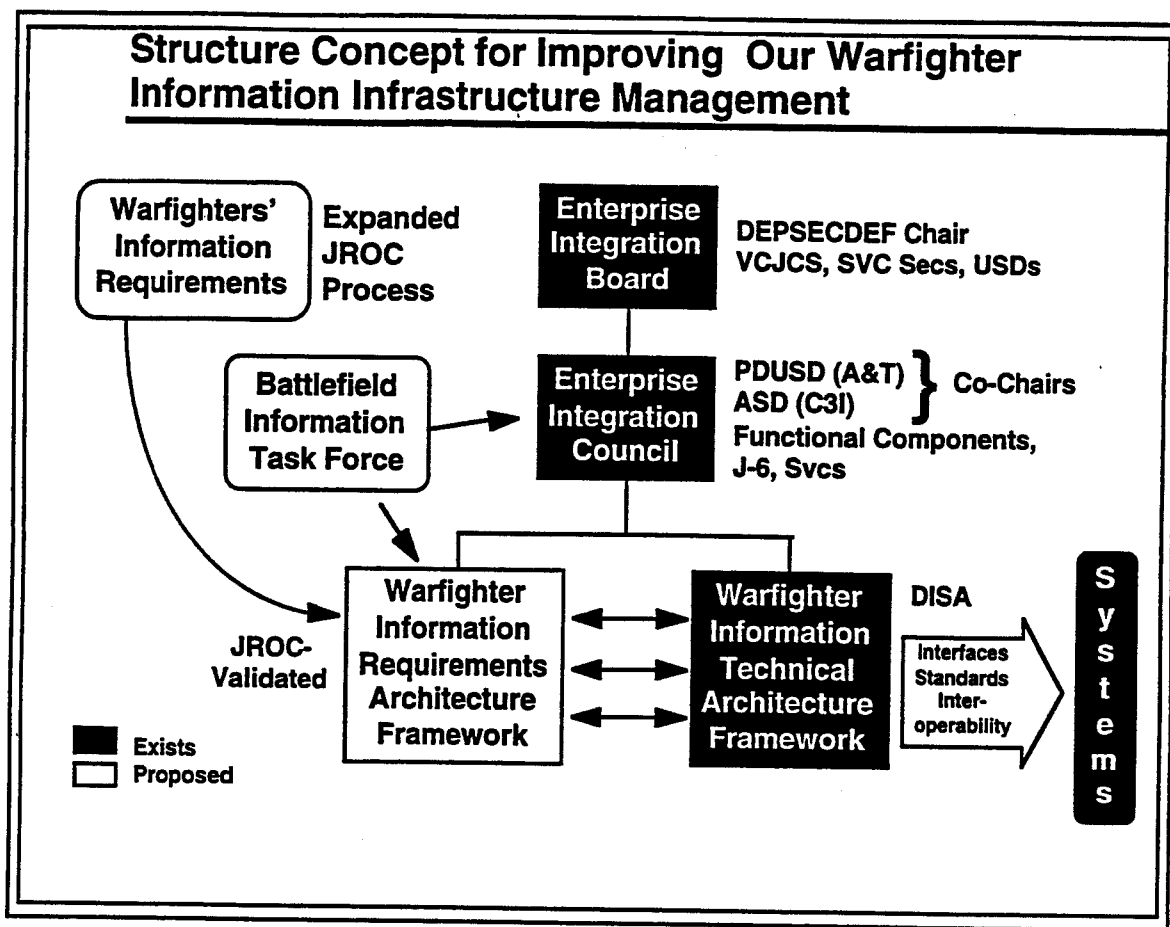 Structure Concept for Improving Our Warfighter
Information Infrastructure Management
Warfighters'
Information
Requirements
Expanded
JROC
Process
Enterprise
Integration
Board
DEPSECDEF Chair
VCJCS, SVC Secs, USDs
Battlefield
Information
Task Force
Enterprise
Integration
Council
PDUSD (A&T)
ASD (C3I)
} Co-Chairs
Functional Components,
J-6, Svcs
JROC-
Validated
Warfighter
Information
Requirements
Architecture
Framework
Warfighter
Information
Technical
Architecture
Framework
DISA
Interfaces
Standards
Inter-
operability
S
y
s
t
e
m
s
Exists
Proposed